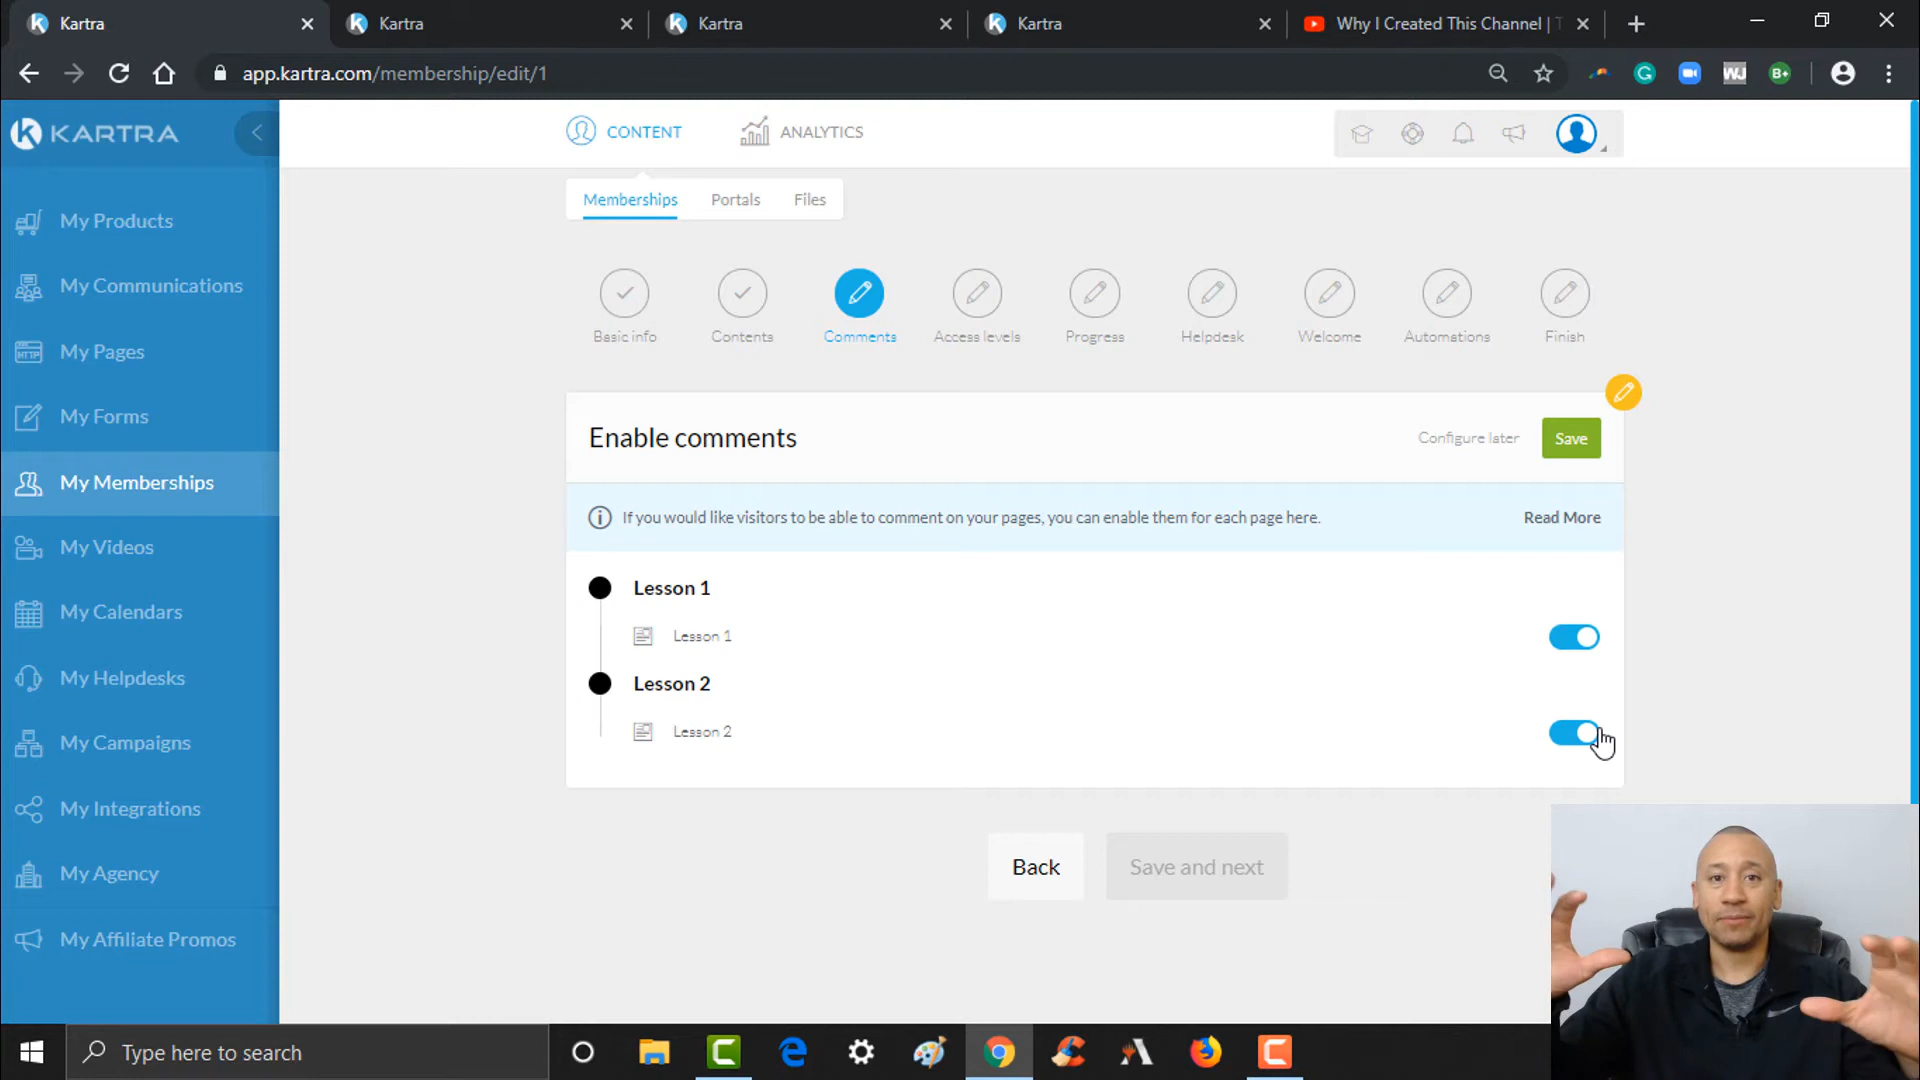 Kartra
Kartra
Kartra
Kartra
Why I Created This Channel | T
app.kartra.com/membership/edit/1
KARTRA
CONTENT
ANALYTICS
Memberships
Portals
Files
My Products
My Communications
My Pages
My Forms
My Memberships
My Videos
My Calendars
My Helpdesks
My Campaigns
My Integrations
My Agency
My Affiliate Promos
Basic info
Contents
Comments
Access levels
Progress
Helpdesk
Welcome
Automations
Finish
Enable comments
Configure later
Save
If you would like visitors to be able to comment on your pages, you can enable them for each page here.
Read More
Lesson 1
Lesson 1
Lesson 2
Lesson 2
Back
Save and next
Type here to search